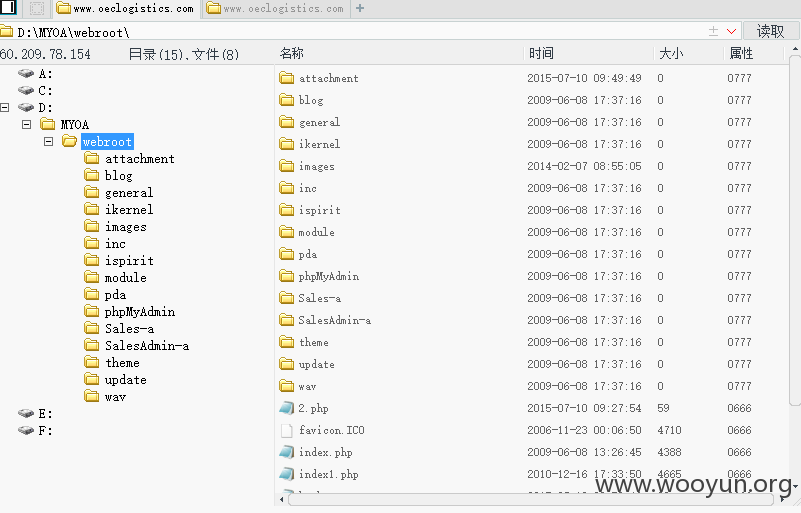 www.oeclogistics.com www.oeclogistics.com +
D:\MYOA\webroot\ 读取
60.209.78.154 目录(15),文件(8) 名称 时间 大小 属性
A:
C:
D:
MYOA
webroot
attachment
blog
general
ikernel
images
inc
ispirit
module
pda
phpMyAdmin
Sales-a
SalesAdmin-a
theme
update
wav
E:
F:
attachment 2015-07-10 09:49:49 0 0777
blog 2009-06-08 17:37:16 0 0777
general 2009-06-08 17:37:16 0 0777
ikernel 2009-06-08 17:37:16 0 0777
images 2014-02-07 08:55:05 0 0777
inc 2009-06-08 17:37:16 0 0777
ispirit 2009-06-08 17:37:16 0 0777
module 2009-06-08 17:37:16 0 0777
pda 2009-06-08 17:37:16 0 0777
phpMyAdmin 2009-06-08 17:37:16 0 0777
Sales-a 2009-06-08 17:37:16 0 0777
SalesAdmin-a 2009-06-08 17:37:16 0 0777
theme 2009-06-08 17:37:16 0 0777
update 2009-06-08 17:37:16 0 0777
wav 2009-06-08 17:37:16 0 0777
2.php 2015-07-10 09:27:54 59 0666
favicon.ICO 2006-11-23 00:06:50 4710 0666
index.php 2009-06-08 13:26:45 4388 0666
index1.php 2010-12-16 17:33:50 4665 0666
www.wooyun.org